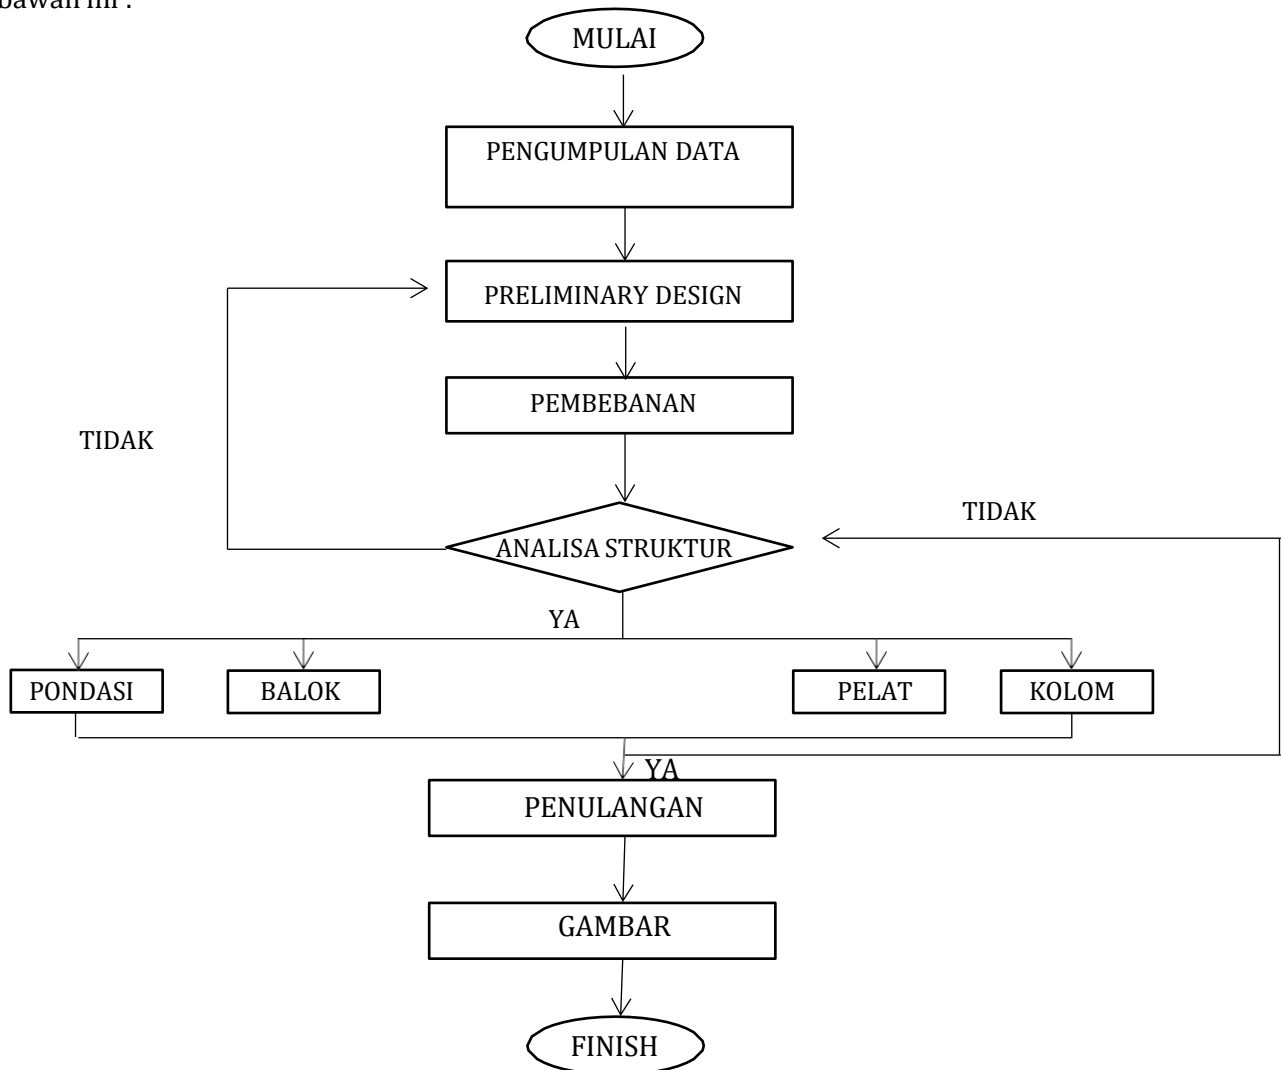 bawah ini :
MULAI
PENGUMPULAN DATA
PRELIMINARY DESIGN
PEMBEBANAN
TIDAK
TIDAK
ANALISA STRUKTUR
YA
PONDASI
BALOK
PELAT
KOLOM
YA
PENULANGAN
GAMBAR
FINISH